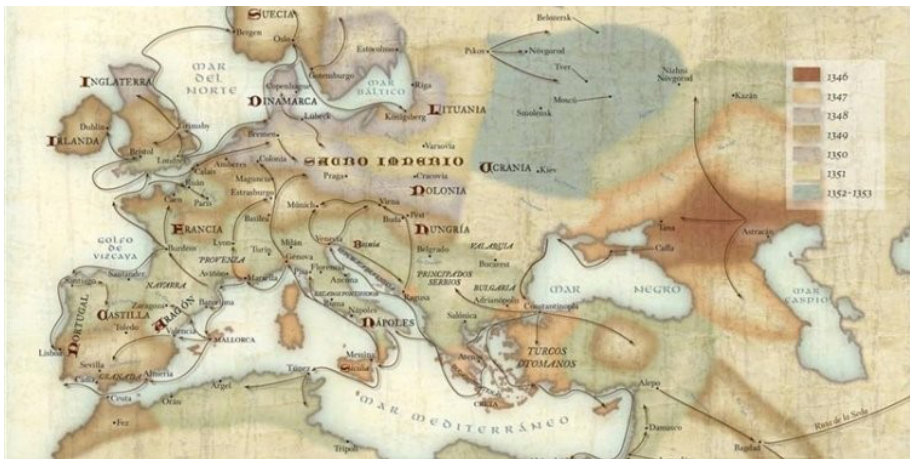 SUECIA
Bergen
Oslo
Estocolmo
Gotemburgo
MAR
DEL
NORTE
MAR
BÁLTICO
Riga
INGLATERRA
Copenhague
DINAMARCA
Lübeck
Königsberg
LITUANIA
Belozersk
Pskov
Nóvgorod
Tver
Moscú
Smolensk
Nizhni
Nóvgorod
Kazán
1346
1347
1348
1349
1350
1351
1352-1353
Dublín
IRLANDA
Grimsby
Bristol
Londres
Bremen
Varsovia
Calais
Amberes
Colonia
SACRO IMPERIO
UCRANIA
Kiev
Ruán
Maguncia
Praga
Cracovia
POLONIA
Caen
París
Estrasburgo
Múnich
Viena
FRANCIA
Basilea
Buda
Pest
HUNGRÍA
Tana
Astracán
GOLFO
DE
VIZCAYA
Burdeos
Lyon
Turín
Milán
Venecia
Bosnia
Belgrado
VALAQUIA
Caffa
PROVENZA
Génova
Bucarest
Santander
NAVARRA
Aviñón
Marsella
Pisa
Florencia
Ancona
PRINCIPADOS
SERBIOS
BULGARIA
MAR
NEGRO
MAR
CASPIO
Santiago
Zaragoza
Barcelona
Roma
Ragusa
Adrianópolis
Constantinopla
PORTUGAL
CASTILLA
ARAGÓN
Toledo
Valencia
MALLORCA
Nápoles
NÁPOLES
Salónica
TURCOS
OTOMANOS
Lisboa
Sevilla
GRANADA
Almería
Messina
Sicilia
Atenas
Cádiz
Ceuta
Orán
Argel
Túnez
CRETA
Alepo
Fez
MAR MEDITERRÁNEO
Trípoli
Damasco
Bagdad
Ruta de la Seda